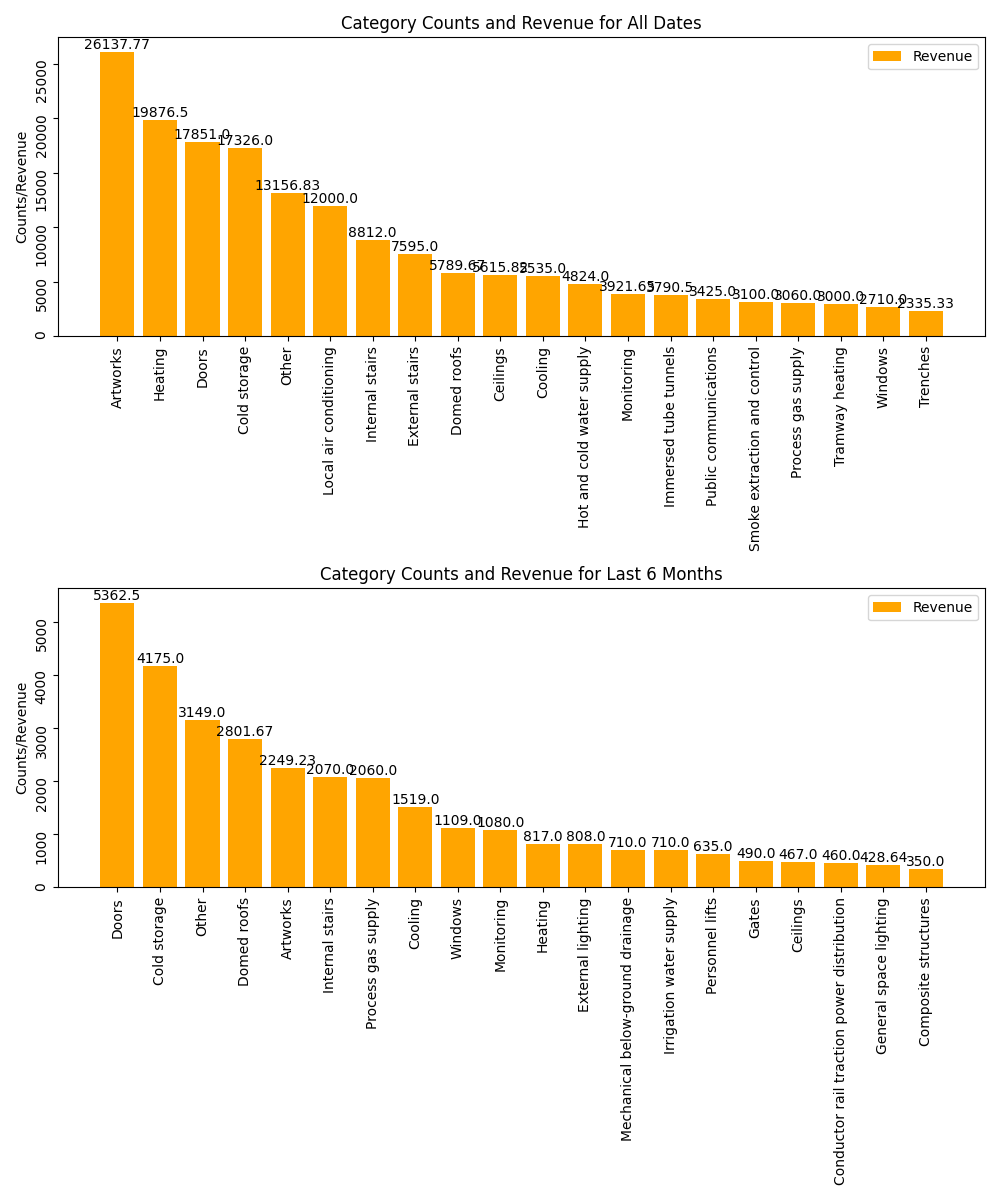 Category Counts and Revenue for All Dates
Revenue
Counts/Revenue
25000
20000
15000
10000
5000
0
26137.77
19876.5
17851.0
17326.0
13156.83
12000.0
8812.0
7595.0
5789.67
5615.82
5535.0
4824.0
3921.65
3790.5
3425.0
3100.0
3060.0
3000.0
2710.0
2335.33
Artworks
Heating
Doors
Cold storage
Other
Local air conditioning
Internal stairs
External stairs
Domed roofs
Ceilings
Cooling
Hot and cold water supply
Monitoring
Immersed tube tunnels
Public communications
Smoke extraction and control
Process gas supply
Tramway heating
Windows
Trenches
Category Counts and Revenue for Last 6 Months
Revenue
Counts/Revenue
5000
4000
3000
2000
1000
0
5362.5
4175.0
3149.0
2801.67
2249.23
2070.0
2060.0
1519.0
1109.0
1080.0
817.0
808.0
710.0
710.0
635.0
490.0
467.0
460.0
428.64
350.0
Doors
Cold storage
Other
Domed roofs
Artworks
Internal stairs
Process gas supply
Cooling
Windows
Monitoring
Heating
External lighting
Mechanical below-ground drainage
Irrigation water supply
Personnel lifts
Gates
Ceilings
Conductor rail traction power distribution
General space lighting
Composite structures